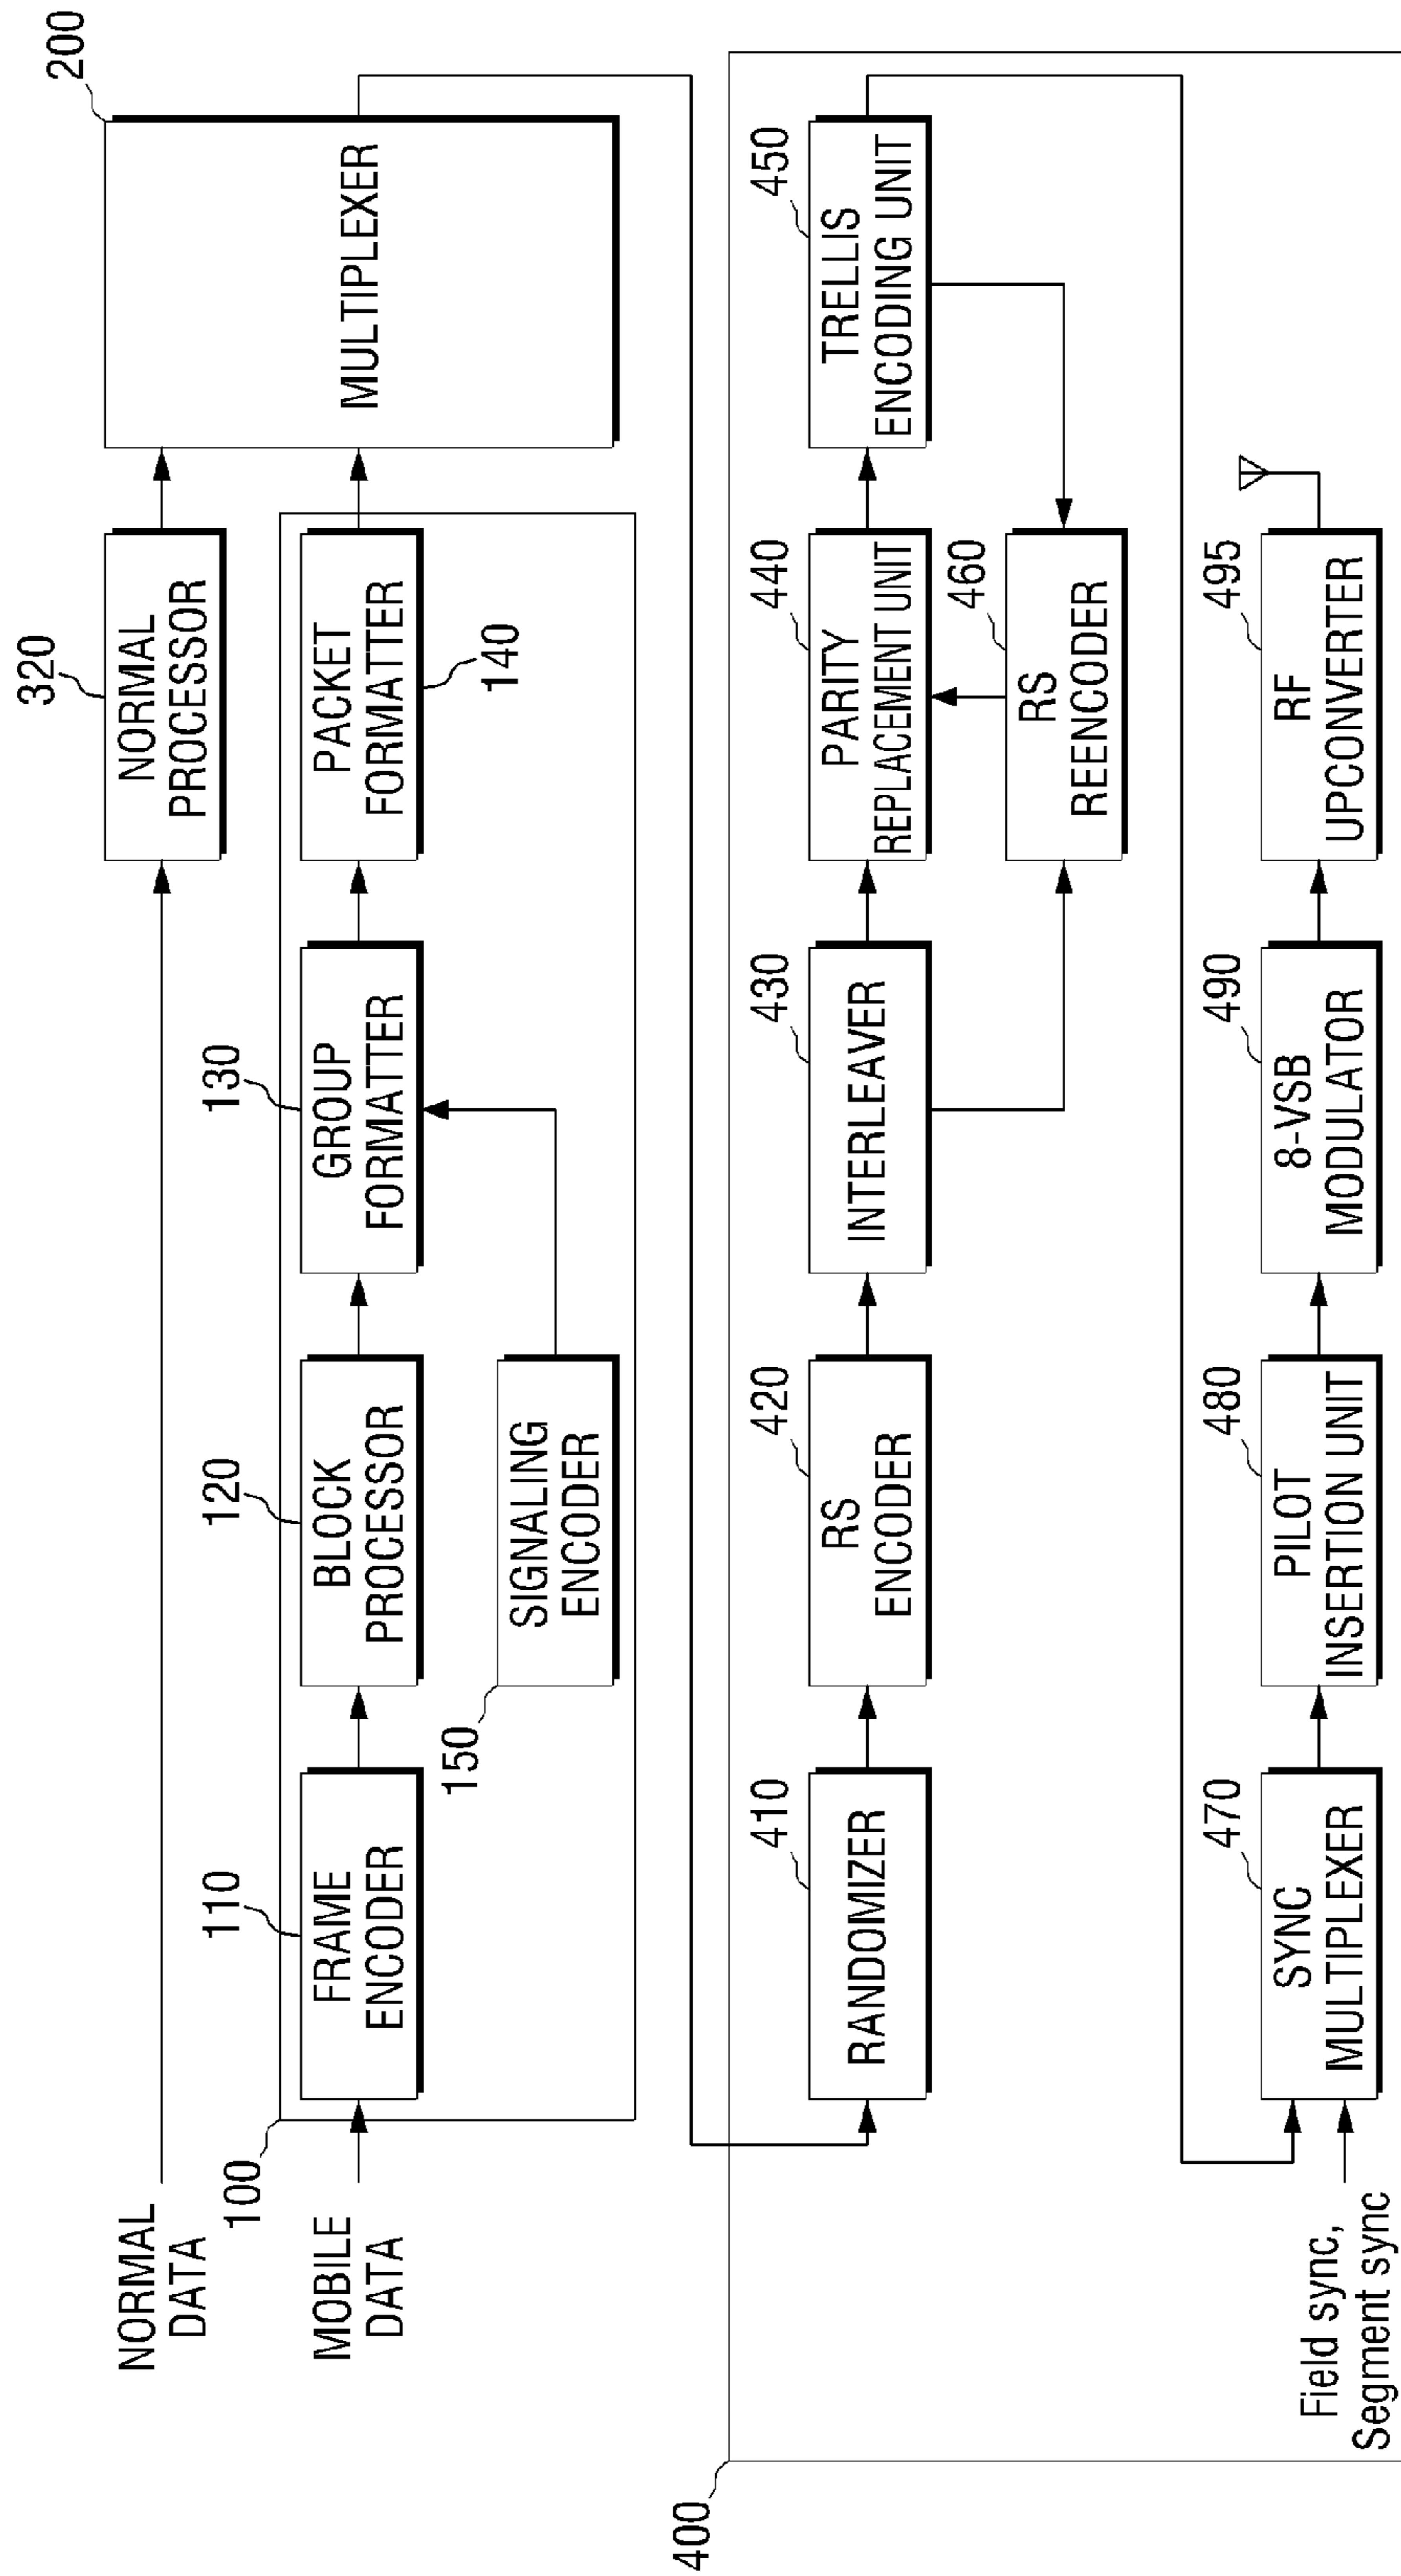 NORMAL
DATA
320
NORMAL
PROCESSOR
200
MULTIPLEXER
100
MOBILE
DATA
110
FRAME
ENCODER
120
BLOCK
PROCESSOR
130
GROUP
FORMATTER
PACKET
FORMATTER
140
150
SIGNALING
ENCODER
400
410
RANDOMIZER
420
RS
ENCODER
430
INTERLEAVER
440
PARITY
REPLACEMENT UNIT
450
TRELLIS
ENCODING UNIT
460
RS
REENCODER
Field sync,
Segment sync
470
SYNC
MULTIPLEXER
480
PILOT
INSERTION UNIT
490
8-VSB
MODULATOR
495
RF
UPCONVERTER